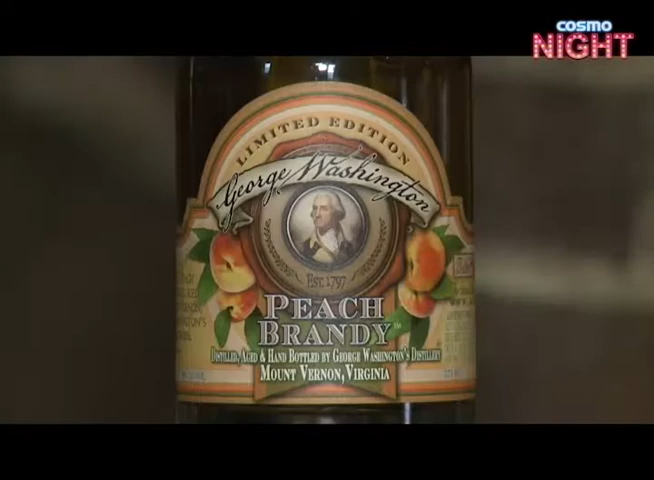 cosmo
NIGHT
LIMITED EDITION
George Washington
EST. 1797
PEACH
BRANDY
DISTILLED, AGED & HAND BOTTLED BY GEORGE WASHINGTON'S DISTILLERY
MOUNT VERNON, VIRGINIA